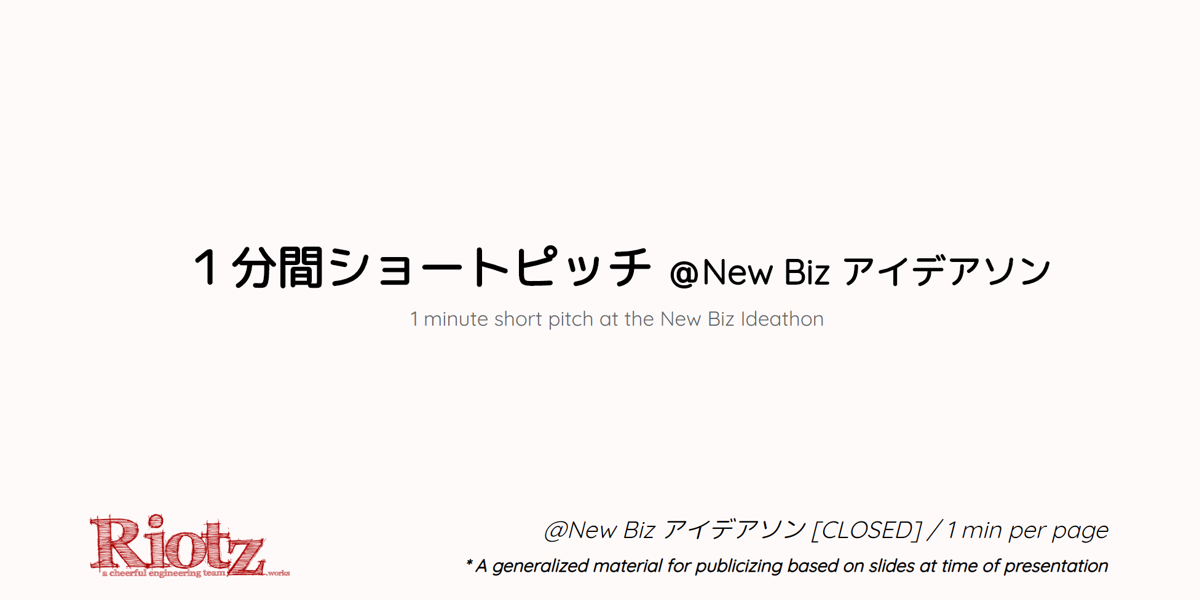 １分間ショートピッチ @New Biz アイデアソン
1 minute short pitch at the New Biz Ideathon
@New Biz アイデアソン [CLOSED] / 1 min per page
* A generalized material for publicizing based on slides at time of presentation
Riotz
a cheerful engineering team .works